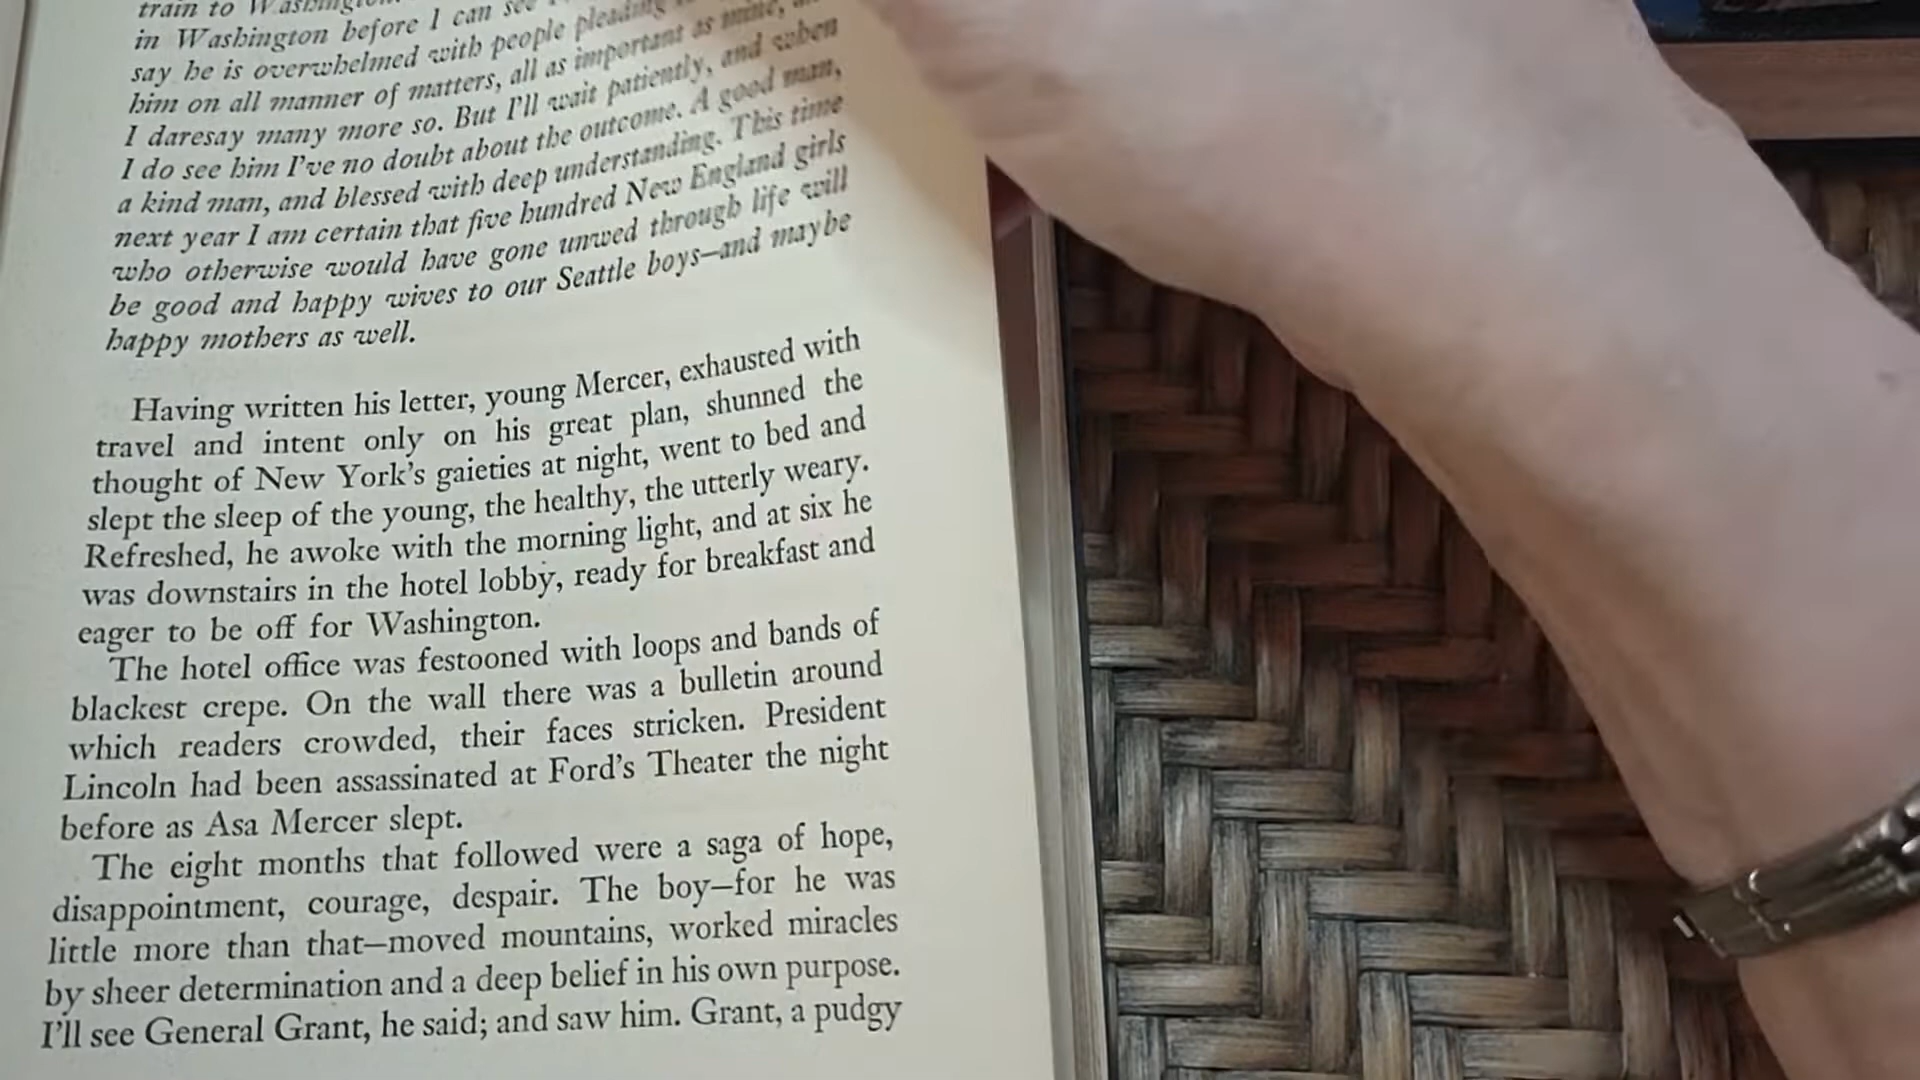 train to Washington
in Washington before I can see
say he is overwhelmed with people pleading
him on all manner of matters, all as important as mine,
I daresay many more so. But I'll wait patiently, and when
I do see him I've no doubt about the outcome. A good man,
a kind man, and blessed with deep understanding. This time
next year I am certain that five hundred New England girls
who otherwise would have gone unwed through life will
be good and happy wives to our Seattle boys—and maybe
happy mothers as well.
Having written his letter, young Mercer, exhausted with
travel and intent only on his great plan, shunned the
thought of New York's gaieties at night, went to bed and
slept the sleep of the young, the healthy, the utterly weary.
Refreshed, he awoke with the morning light, and at six he
was downstairs in the hotel lobby, ready for breakfast and
eager to be off for Washington.
The hotel office was festooned with loops and bands of
blackest crepe. On the wall there was a bulletin around
which readers crowded, their faces stricken. President
Lincoln had been assassinated at Ford's Theater the night
before as Asa Mercer slept.
The eight months that followed were a saga of hope,
disappointment, courage, despair. The boy—for he was
little more than that—moved mountains, worked miracles
by sheer determination and a deep belief in his own purpose.
I'll see General Grant, he said; and saw him. Grant, a pudgy